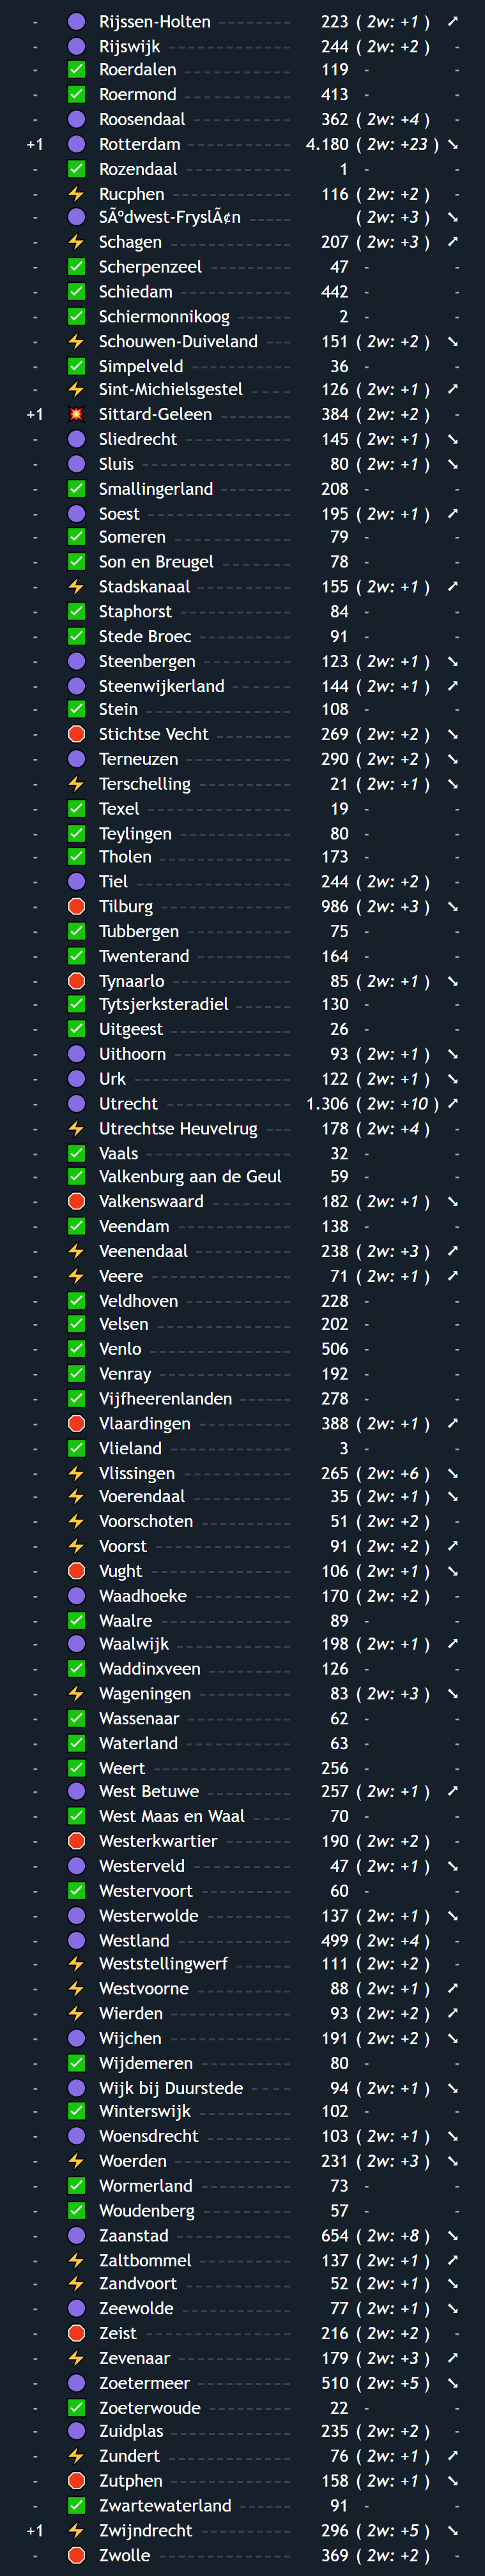 - Rijssen-Holten 223 ( 2w: +1 ) ➚
- Rijswijk 244 ( 2w: +2 ) -
- ✅ Roerdalen 119 - -
- ✅ Roermond 413 - -
- Roosendaal 362 ( 2w: +4 ) -
+1 Rotterdam 4.180 ( 2w: +23 ) ➘
- ✅ Rozendaal 1 - -
- ⚡ Rucphen 116 ( 2w: +2 ) -
- SÃºdwest-FryslÃ¢n ( 2w: +3 ) ➘
- ⚡ Schagen 207 ( 2w: +3 ) ➚
- ✅ Scherpenzeel 47 - -
- ✅ Schiedam 442 - -
- ✅ Schiermonnikoog 2 - -
- ⚡ Schouwen-Duiveland 151 ( 2w: +2 ) ➘
- ✅ Simpelveld 36 - -
- ⚡ Sint-Michielsgestel 126 ( 2w: +1 ) ➚
+1 💥 Sittard-Geleen 384 ( 2w: +2 ) -
- Sliedrecht 145 ( 2w: +1 ) ➘
- Sluis 80 ( 2w: +1 ) ➘
- ✅ Smallingerland 208 - -
- Soest 195 ( 2w: +1 ) ➚
- ✅ Someren 79 - -
- ✅ Son en Breugel 78 - -
- ⚡ Stadskanaal 155 ( 2w: +1 ) ➚
- ✅ Staphorst 84 - -
- ✅ Stede Broec 91 - -
- Steenbergen 123 ( 2w: +1 ) ➘
- Steenwijkerland 144 ( 2w: +1 ) ➚
- ✅ Stein 108 - -
- Stichtse Vecht 269 ( 2w: +2 ) ➘
- Terneuzen 290 ( 2w: +2 ) ➘
- ⚡ Terschelling 21 ( 2w: +1 ) ➘
- ✅ Texel 19 - -
- ✅ Teylingen 80 - -
- ✅ Tholen 173 - -
- Tiel 244 ( 2w: +2 ) -
- Tilburg 986 ( 2w: +3 ) ➘
- ✅ Tubbergen 75 - -
- ✅ Twenterand 164 - -
- Tynaarlo 85 ( 2w: +1 ) ➘
- ✅ Tytsjerksteradiel 130 - -
- ✅ Uitgeest 26 - -
- Uithoorn 93 ( 2w: +1 ) ➘
- Urk 122 ( 2w: +1 ) ➘
- Utrecht 1.306 ( 2w: +10 ) ➚
- ⚡ Utrechtse Heuvelrug 178 ( 2w: +4 ) -
- ✅ Vaals 32 - -
- ✅ Valkenburg aan de Geul 59 - -
- Valkenswaard 182 ( 2w: +1 ) ➘
- ✅ Veendam 138 - -
- ⚡ Veenendaal 238 ( 2w: +3 ) ➚
- ⚡ Veere 71 ( 2w: +1 ) ➚
- ✅ Veldhoven 228 - -
- ✅ Velsen 202 - -
- ✅ Venlo 506 - -
- ✅ Venray 192 - -
- ✅ Vijfheerenlanden 278 - -
- Vlaardingen 388 ( 2w: +1 ) ➚
- ✅ Vlieland 3 - -
- ⚡ Vlissingen 265 ( 2w: +6 ) ➘
- ⚡ Voerendaal 35 ( 2w: +1 ) ➘
- ⚡ Voorschoten 51 ( 2w: +2 ) -
- ⚡ Voorst 91 ( 2w: +2 ) ➚
- Vught 106 ( 2w: +1 ) ➘
- Waadhoeke 170 ( 2w: +2 ) -
- ✅ Waalre 89 - -
- Waalwijk 198 ( 2w: +1 ) ➚
- ✅ Waddinxveen 126 - -
- ⚡ Wageningen 83 ( 2w: +3 ) ➘
- ✅ Wassenaar 62 - -
- ✅ Waterland 63 - -
- ✅ Weert 256 - -
- West Betuwe 257 ( 2w: +1 ) ➚
- ✅ West Maas en Waal 70 - -
- Westerkwartier 190 ( 2w: +2 ) -
- Westerveld 47 ( 2w: +1 ) ➘
- ✅ Westervoort 60 - -
- Westerwolde 137 ( 2w: +1 ) ➘
- Westland 499 ( 2w: +4 ) -
- ⚡ Weststellingwerf 111 ( 2w: +2 ) -
- ⚡ Westvoorne 88 ( 2w: +1 ) ➚
- ⚡ Wierden 93 ( 2w: +2 ) ➚
- Wijchen 191 ( 2w: +2 ) ➘
- ✅ Wijdemeren 80 - -
- Wijk bij Duurstede 94 ( 2w: +1 ) ➘
- ✅ Winterswijk 102 - -
- Woensdrecht 103 ( 2w: +1 ) ➘
- ⚡ Woerden 231 ( 2w: +3 ) ➘
- ✅ Wormerland 73 - -
- ✅ Woudenberg 57 - -
- Zaanstad 654 ( 2w: +8 ) ➘
- ⚡ Zaltbommel 137 ( 2w: +1 ) ➚
- ⚡ Zandvoort 52 ( 2w: +1 ) ➘
- Zeewolde 77 ( 2w: +1 ) ➘
- Zeist 216 ( 2w: +2 ) -
- ⚡ Zevenaar 179 ( 2w: +3 ) ➚
- Zoetermeer 510 ( 2w: +5 ) ➘
- ✅ Zoeterwoude 22 - -
- Zuidplas 235 ( 2w: +2 ) -
- ⚡ Zundert 76 ( 2w: +1 ) ➚
- Zutphen 158 ( 2w: +1 ) ➘
- ✅ Zwartewaterland 91 - -
+1 ⚡ Zwijndrecht 296 ( 2w: +5 ) ➘
- Zwolle 369 ( 2w: +2 ) -